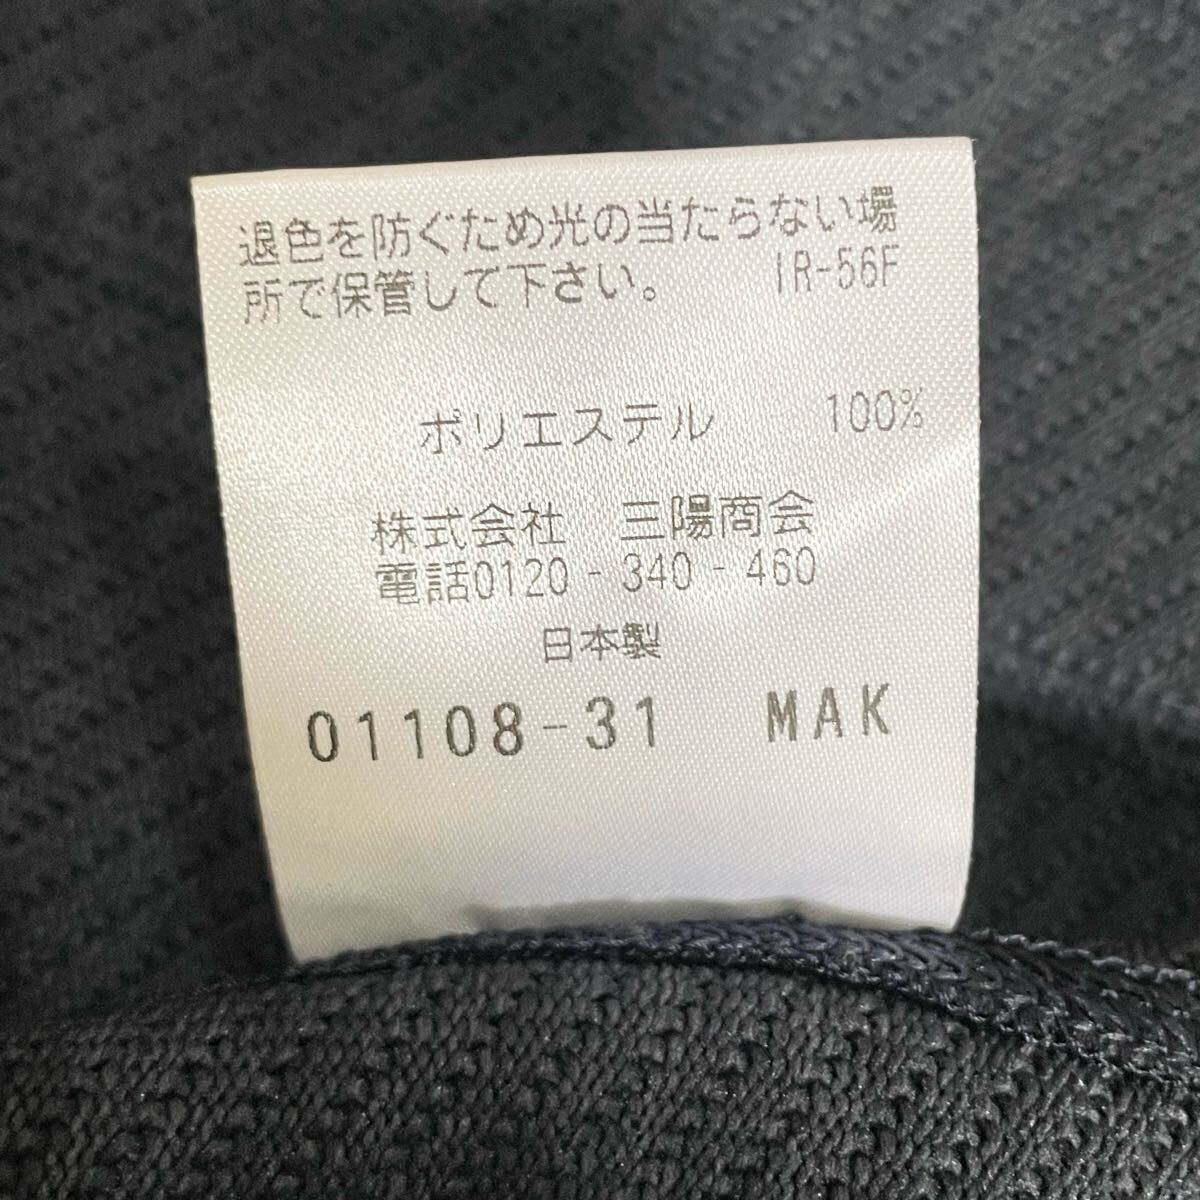 退色を防ぐため光の当たらない場
所で保管して下さい。 IR-56F
ポリエステル 100%
株式会社 三陽商会
電話0120-340-460
日本製
01108-31 MAK